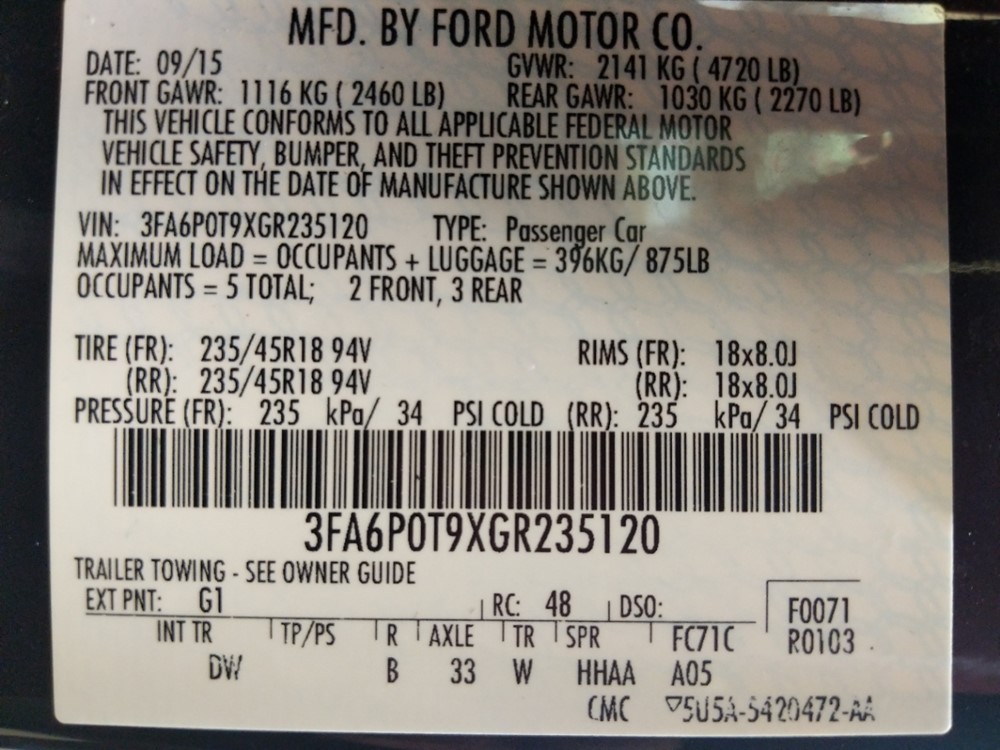 MFD. BY FORD MOTOR CO.
DATE: 09/15 GVWR: 2141 KG ( 4720 LB)
FRONT GAWR: 1116 KG ( 2460 LB) REAR GAWR: 1030 KG ( 2270 LB)
THIS VEHICLE CONFORMS TO ALL APPLICABLE FEDERAL MOTOR
VEHICLE SAFETY, BUMPER, AND THEFT PREVENTION STANDARDS
IN EFFECT ON THE DATE OF MANUFACTURE SHOWN ABOVE.
VIN: 3FA6P0T9XGR235120 TYPE: Passenger Car
MAXIMUM LOAD = OCCUPANTS + LUGGAGE = 396KG/ 875LB
OCCUPANTS = 5 TOTAL; 2 FRONT, 3 REAR
TIRE (FR): 235/45R18 94V RIMS (FR): 18x8.0J
(RR): 235/45R18 94V (RR): 18x8.0J
PRESSURE (FR): 235 kPa/ 34 PSI COLD (RR): 235 kPa/ 34 PSI COLD
3FA6P0T9XGR235120
TRAILER TOWING - SEE OWNER GUIDE
EXT PNT: G1 RC: 48 DSO: F0071
INT TR TP/PS R AXLE TR SPR FC71C R0103
DW B 33 W HHAA A05
CMC ▽5U5A-5420472-AA